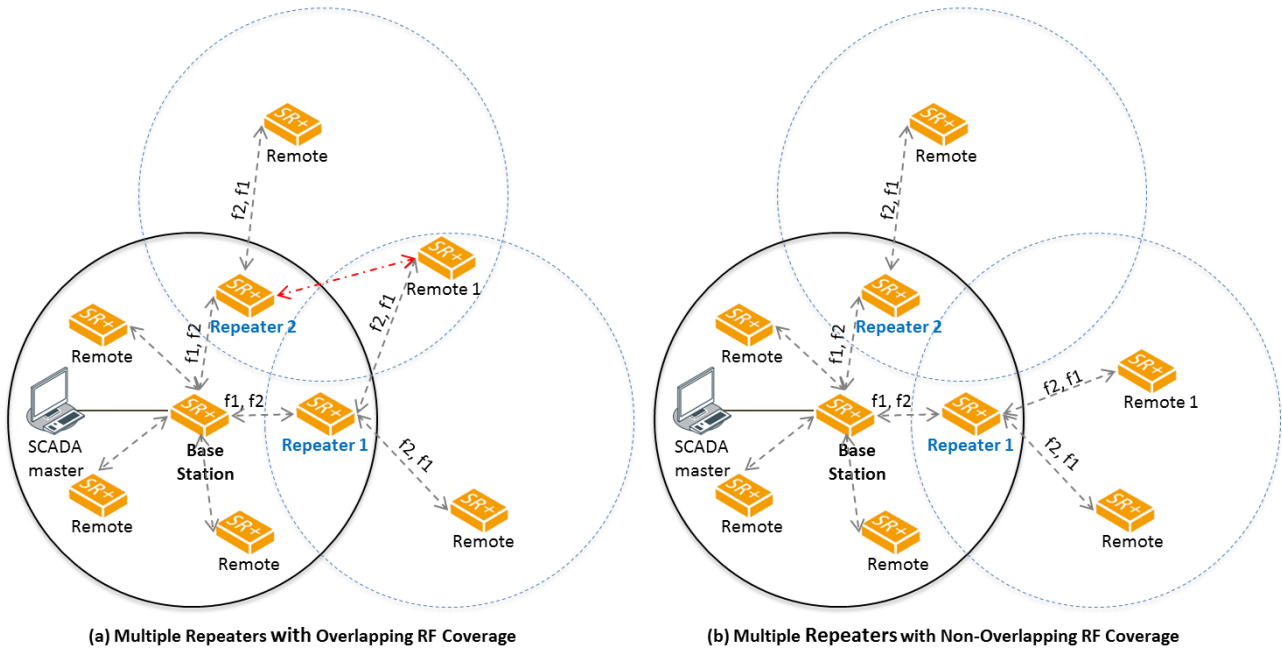 SR+
Remote
f2, f1
SR+
Remote 1
SR+
Repeater 2
f2, f1
SR+
Remote
f1, f2
SCADA
master
SR+
Base
Station
f1, f2
SR+
Repeater 1
f2, f1
SR+
Remote
SR+
Remote
SR+
Remote
(a) Multiple Repeaters with Overlapping RF Coverage
SR+
Remote
f2, f1
SR+
Repeater 2
SR+
Remote
f1, f2
SR+
Remote 1
f2, f1
SCADA
master
SR+
Base
Station
f1, f2
SR+
Repeater 1
f2, f1
SR+
Remote
SR+
Remote
SR+
Remote
(b) Multiple Repeaters with Non-Overlapping RF Coverage